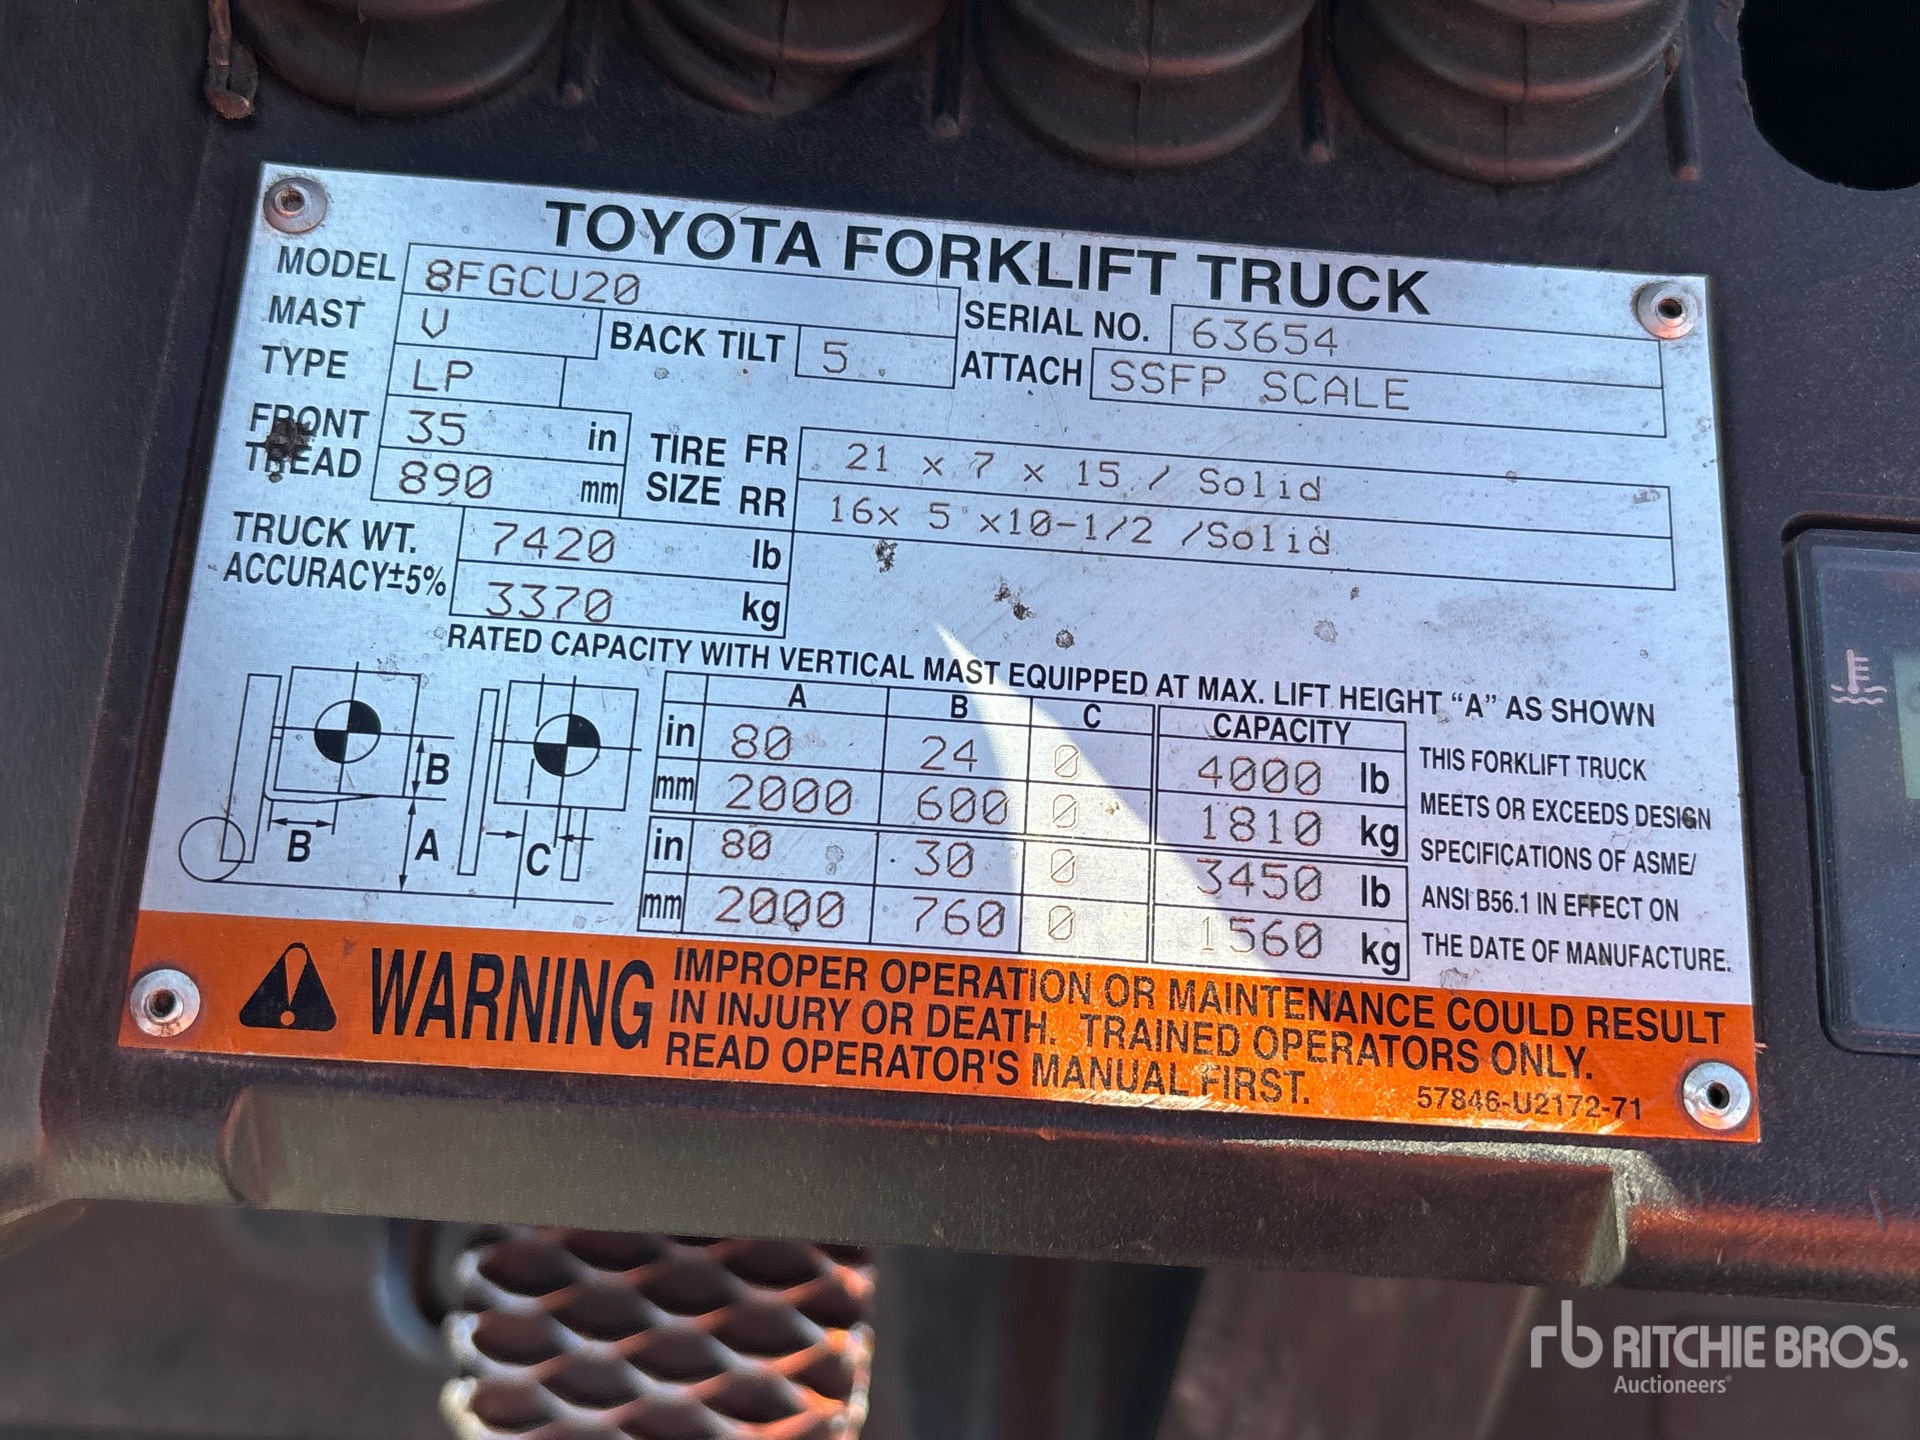 TOYOTA FORKLIFT TRUCK
MODEL 8FGCU20 SERIAL NO. 63654
MAST V BACK TILT 5 ATTACH SSFP SCALE
TYPE LP
FRONT TREAD 35 in TIRE SIZE FR 21 x 7 x 15 / Solid
890 mm RR 16x 5 x10-1/2 /Solid
TRUCK WT. 7420 lb
ACCURACY±5% 3370 kg
RATED CAPACITY WITH VERTICAL MAST EQUIPPED AT MAX. LIFT HEIGHT “A” AS SHOWN
A B C CAPACITY
in 80 24 0 4000 lb
mm 2000 600 0 1810 kg
in 80 30 0 3450 lb
mm 2000 760 0 1560 kg
B
B A C
THIS FORKLIFT TRUCK
MEETS OR EXCEEDS DESIGN
SPECIFICATIONS OF ASME/
ANSI B56.1 IN EFFECT ON
THE DATE OF MANUFACTURE.
WARNING
IMPROPER OPERATION OR MAINTENANCE COULD RESULT
IN INJURY OR DEATH. TRAINED OPERATORS ONLY.
READ OPERATOR'S MANUAL FIRST.
57846-U2172-71
rb RITCHIE BROS.
Auctioneers